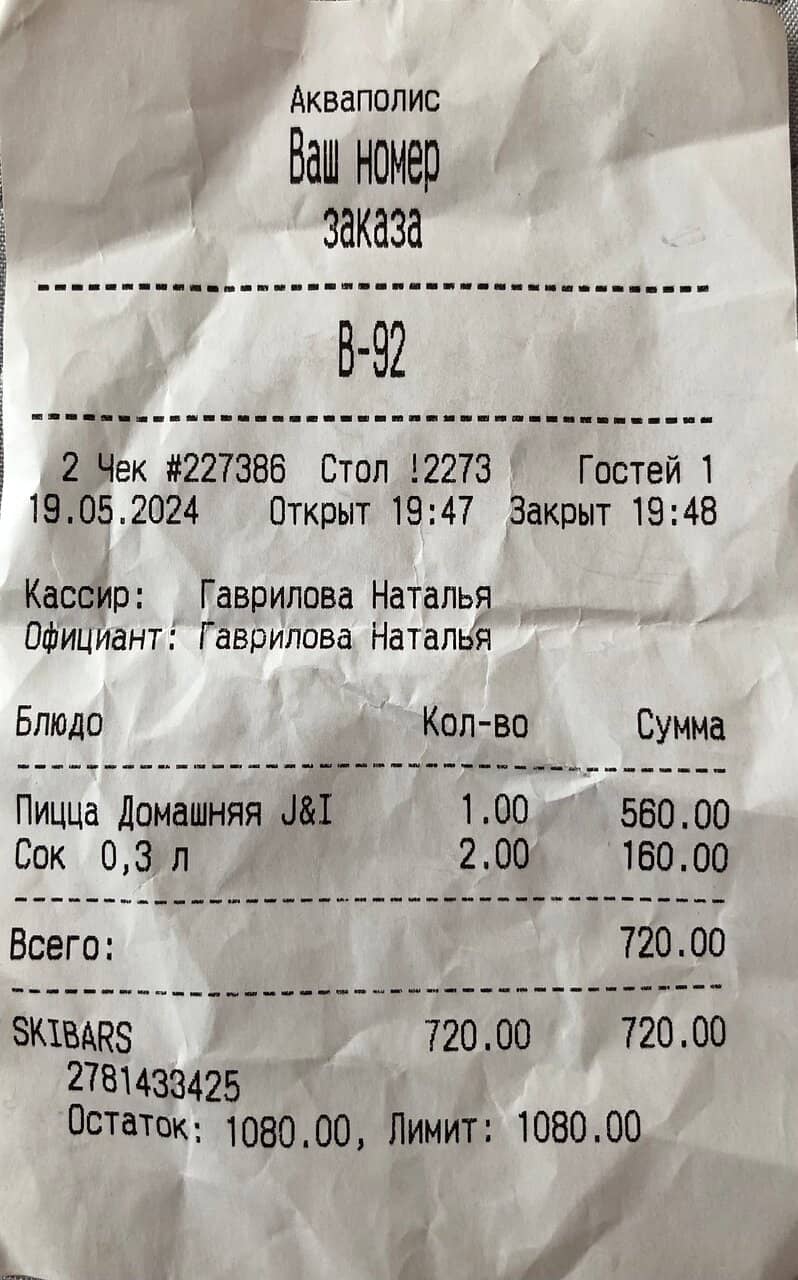 Акваполис
Ваш номер
заказа
В-92
2 Чек #227386 Стол !2273 Гостей 1
19.05.2024 Открыт 19:47 Закрыт 19:48
Кассир: Гаврилова Наталья
Официант: Гаврилова Наталья
Блюдо Кол-во Сумма
Пицца Домашняя J&I 1.00 560.00
Сок 0,3 л 2.00 160.00
Всего: 720.00
SKIBARS 720.00 720.00
2781433425
Остаток: 1080.00, Лимит: 1080.00